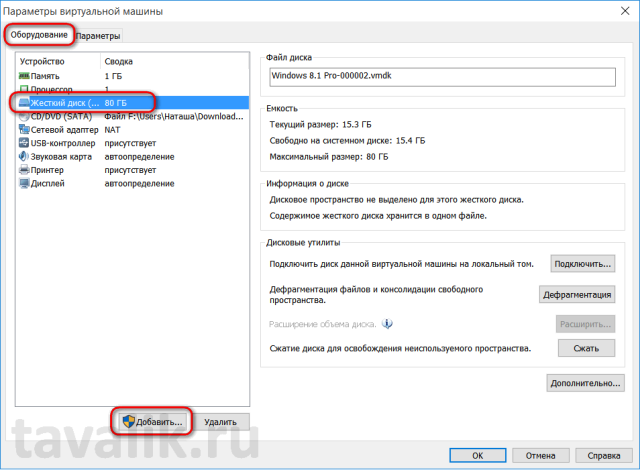 Параметры виртуальной машины
Оборудование Параметры
Устройство Сводка
Память 1 ГБ
Процессор 1
Жесткий диск (... 80 ГБ
CD/DVD (SATA) Файл F:\Users\Наташа\Download...
Сетевой адаптер NAT
USB-контроллер присутствует
Звуковая карта автоопределение
Принтер присутствует
Дисплей автоопределение
Добавить... Удалить
Файл диска
Windows 8.1 Pro-000002.vmdk
Емкость
Текущий размер: 15.3 ГБ
Свободно на системном диске: 15.4 ГБ
Максимальный размер: 80 ГБ
Информация о диске
Дисковое пространство не выделено для этого жесткого диска.
Содержимое жесткого диска хранится в одном файле.
Дисковые утилиты
Подключить диск данной виртуальной машины на локальный том. Подключить...
Дефрагментация файлов и консолидации свободного
пространства. Дефрагментация
Расширение объема диска. Расширить...
Сжатие диска для освобождения неиспользуемого пространства. Сжать
Дополнительно...
tavalik.ru
ОК Отмена Справка